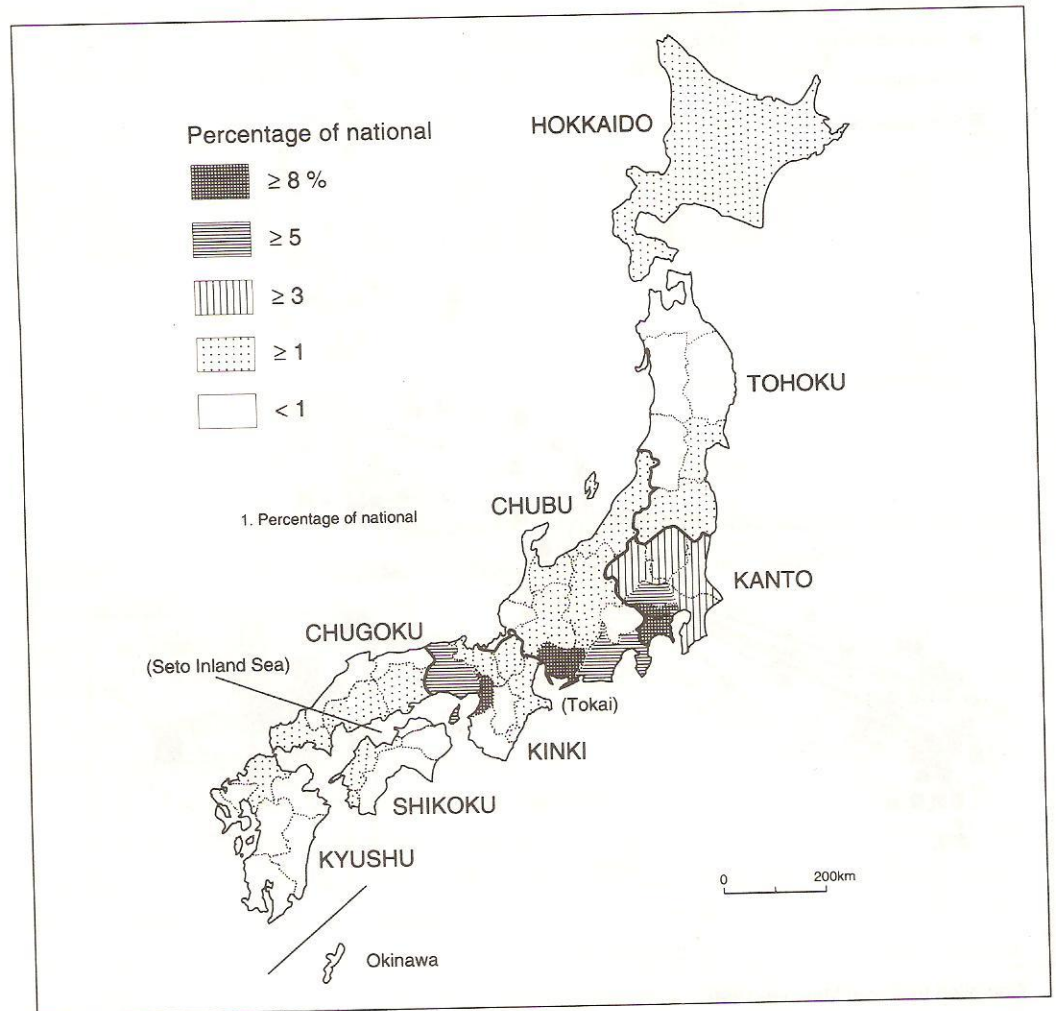 Percentage of national
≥ 8 %
≥ 5
≥ 3
≥ 1
< 1
1. Percentage of national
HOKKAIDO
TOHOKU
CHUBU
KANTO
CHUGOKU
(Seto Inland Sea)
(Tokai)
KINKI
SHIKOKU
KYUSHU
0 200km
Okinawa